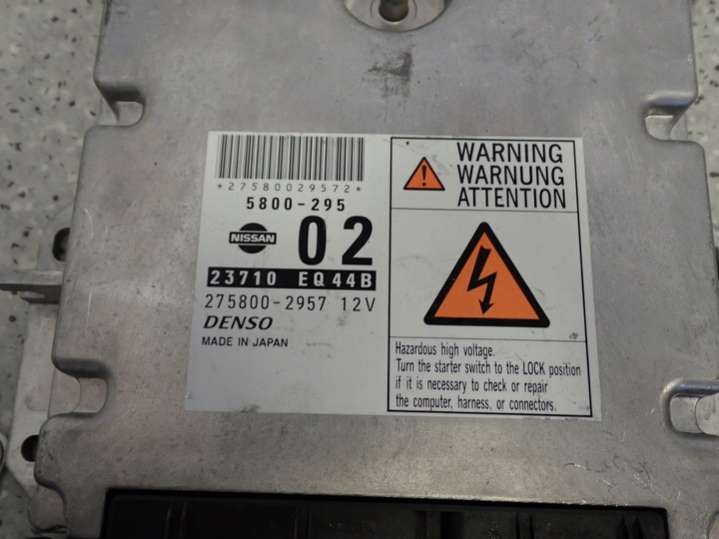 *27580029572*
5800-295
NISSAN
02
23710 EQ44B
275800-2957 12V
DENSO
MADE IN JAPAN
WARNING
WARNUNG
ATTENTION
Hazardous high voltage.
Turn the starter switch to the LOCK position
if it is necessary to check or repair
the computer, harness, or connectors.